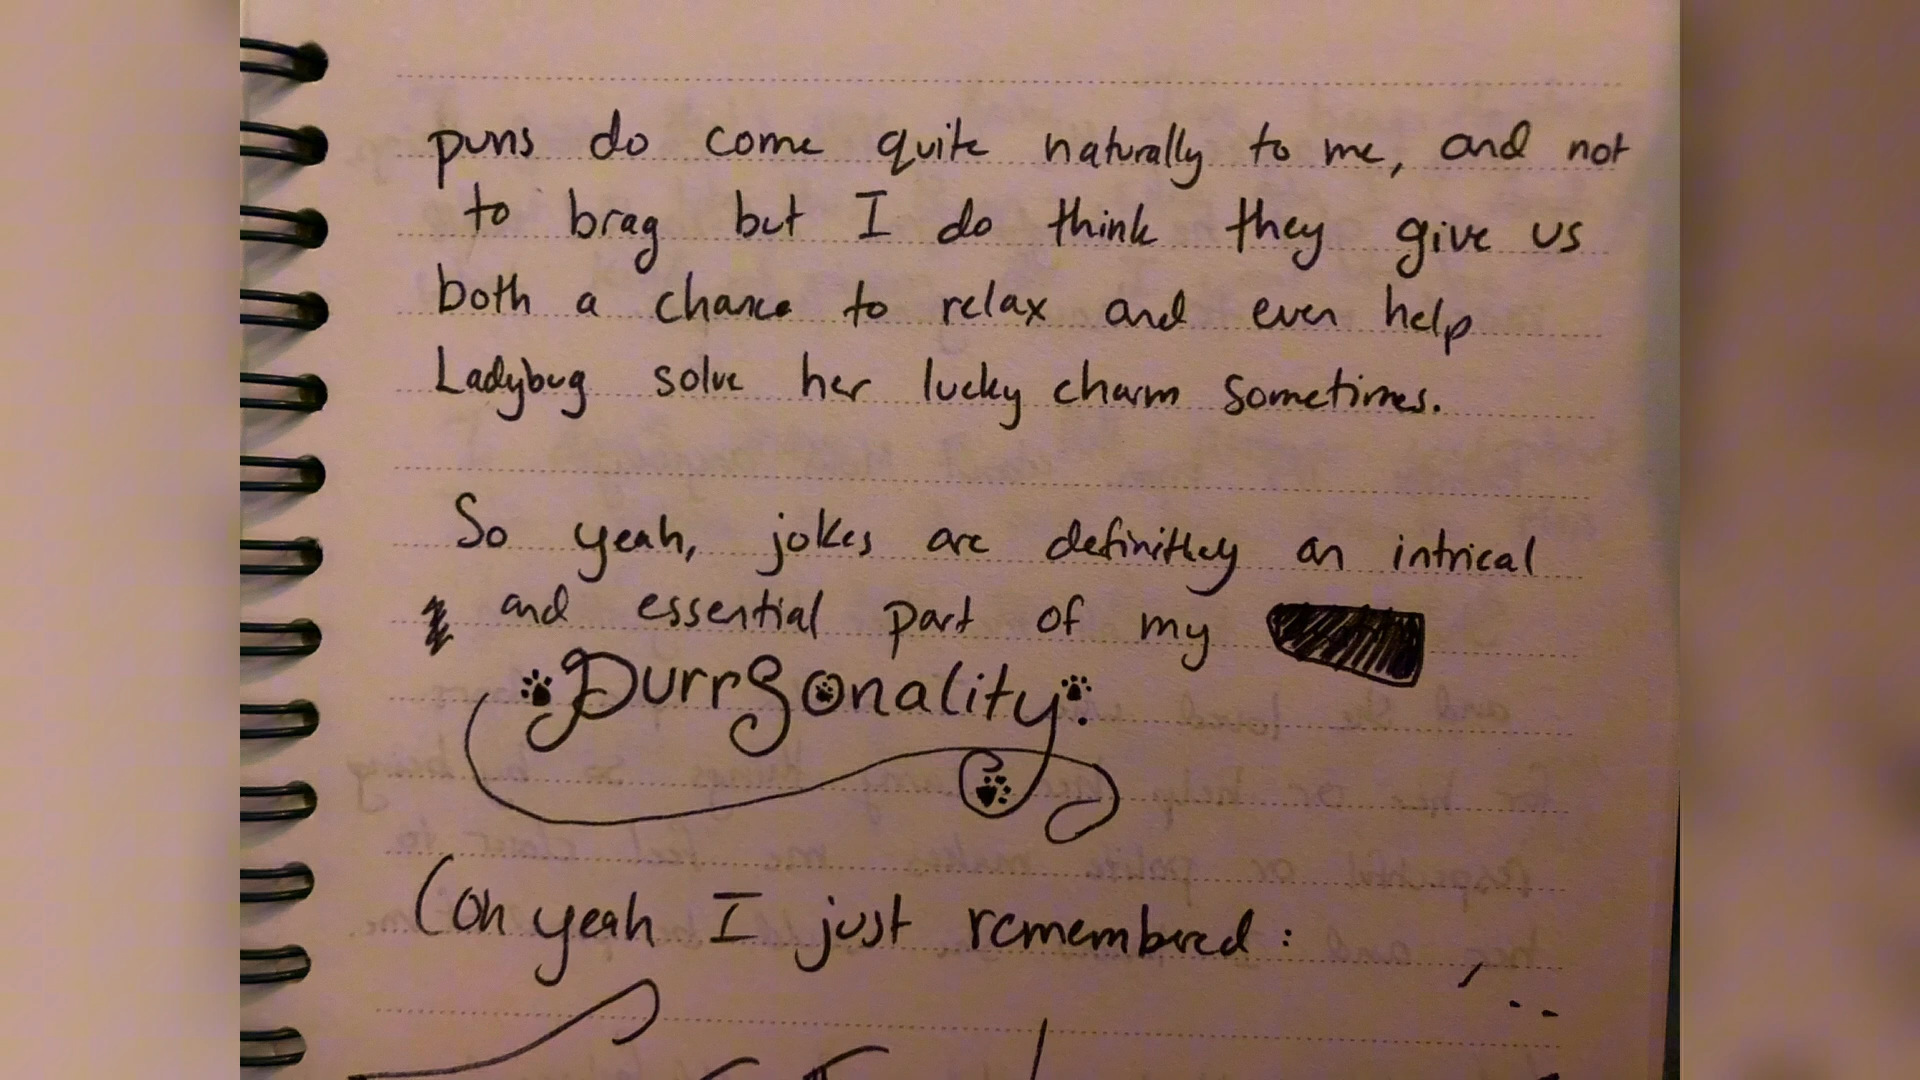 puns do come quite naturally to me, and not
to brag but I do think they give us
both a chance to relax and even help
Ladybug solve her lucky charm sometimes.
So yeah, jokes are definitley an intrical
and essential part of my
Purrsonality.
(Oh yeah I just remembered: